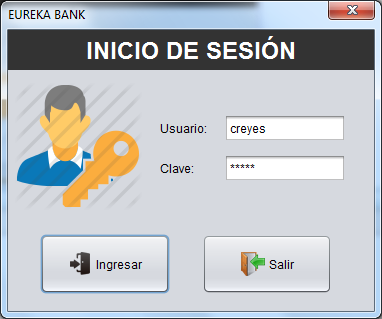 EUREKA BANK
INICIO DE SESIÓN
Usuario: creyes
Clave: *****
Ingresar Salir